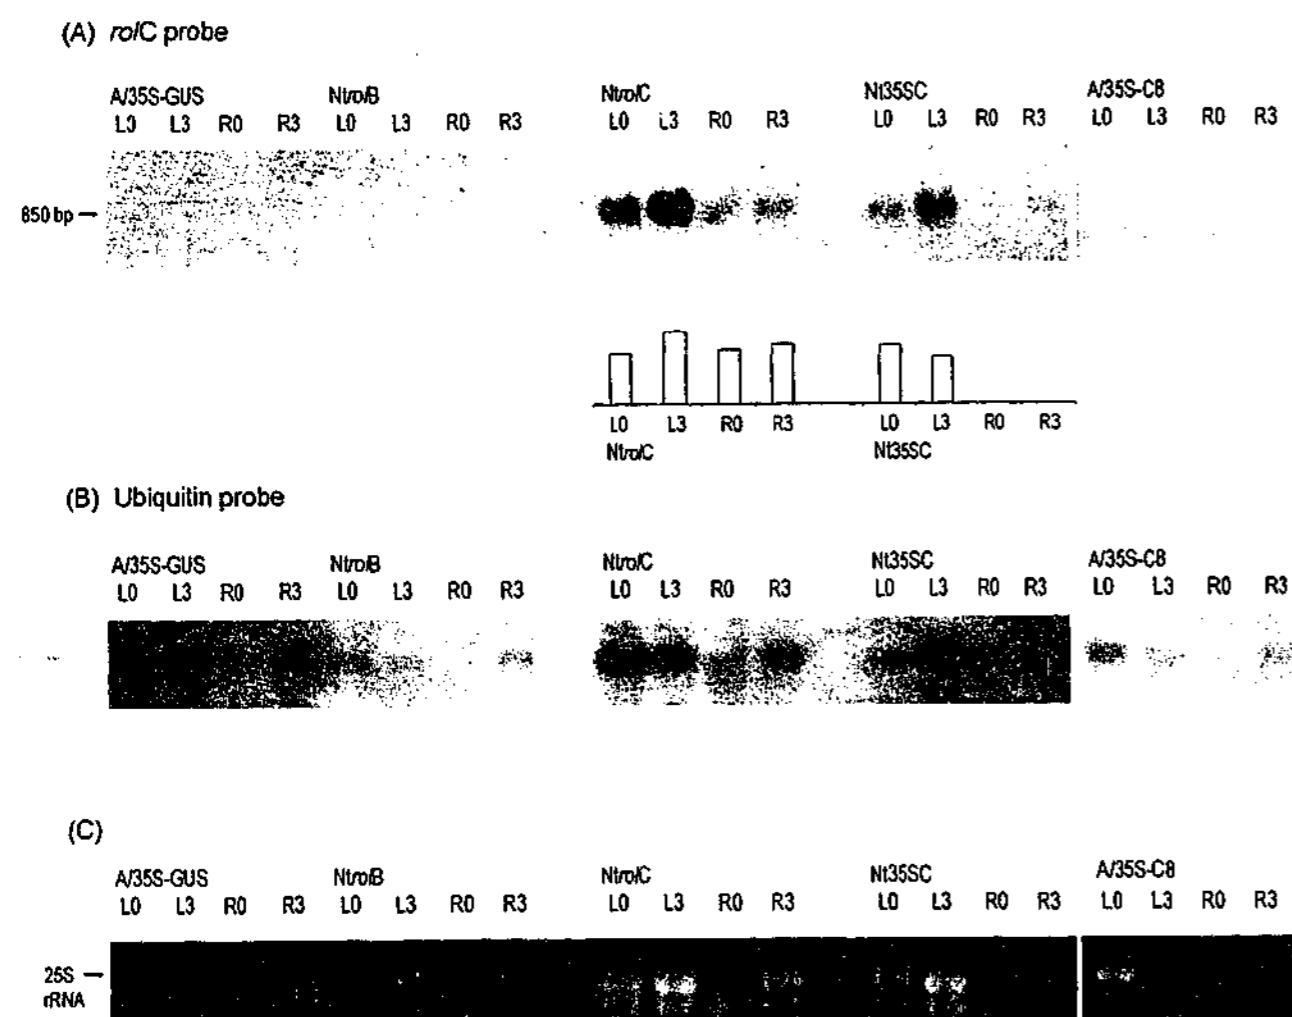 (A) rolC probe
A/35S-GUS NtrolB NtrolC Nt35SC A/35S-C8
L0 L3 R0 R3 L0 L3 R0 R3 L0 L3 R0 R3 L0 L3 R0 R3 L0 L3 R0 R3
850 bp
L0 L3 R0 R3 L0 L3 R0 R3
NtrolC Nt35SC
(B) Ubiquitin probe
A/35S-GUS NtrolB NtrolC Nt35SC A/35S-C8
L0 L3 R0 R3 L0 L3 R0 R3 L0 L3 R0 R3 L0 L3 R0 R3 L0 L3 R0 R3
(C)
A/35S-GUS NtrolB NtrolC Nt35SC A/35S-C8
L0 L3 R0 R3 L0 L3 R0 R3 L0 L3 R0 R3 L0 L3 R0 R3 L0 L3 R0 R3
25S
rRNA